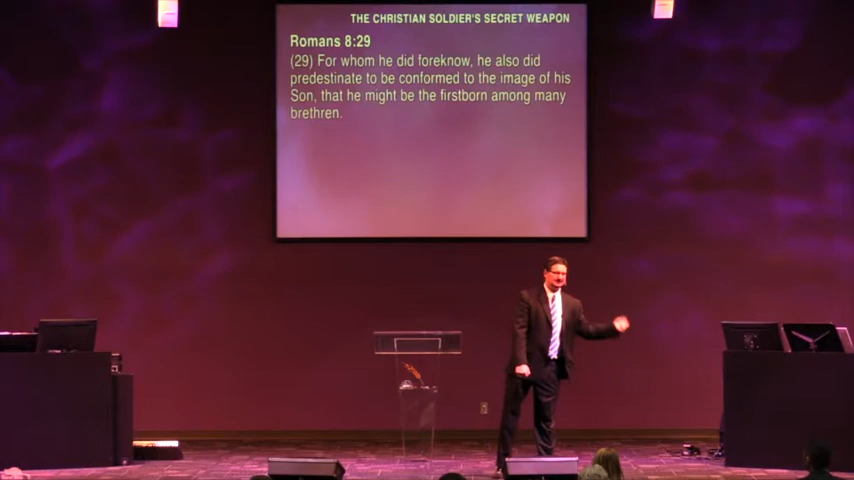 THE CHRISTIAN SOLDIER'S SECRET WEAPON
Romans 8:29
(29) For whom he did foreknow, he also did
predestinate to be conformed to the image of his
Son, that he might be the firstborn among many
brethren.